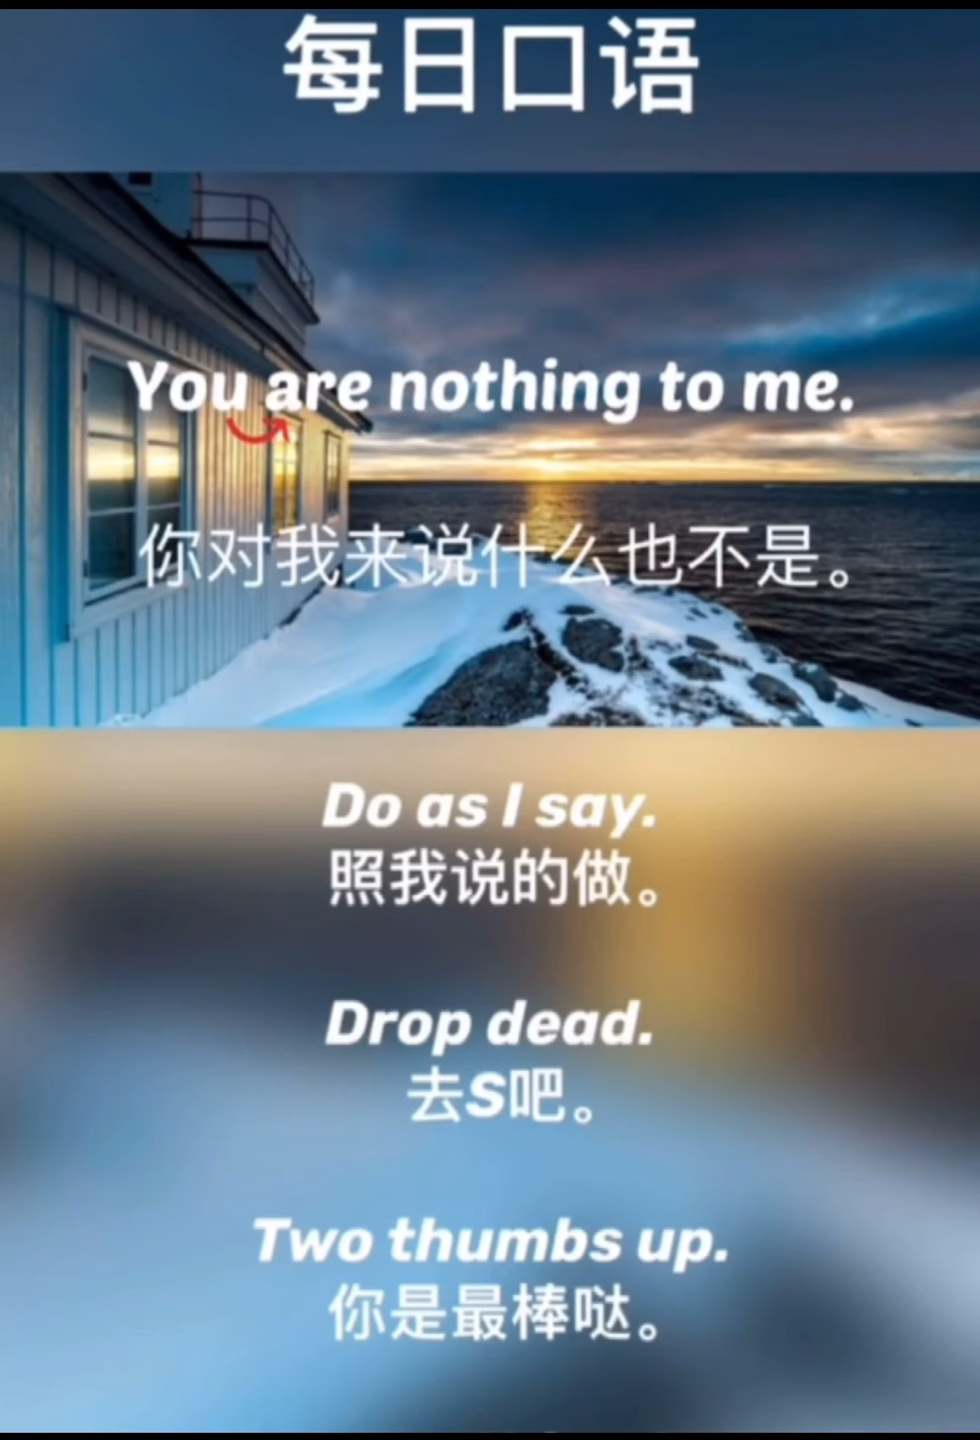 每日口语
You are nothing to me.
你对我来说什么也不是。
Do as I say.
照我说的做。
Drop dead.
去S吧。
Two thumbs up.
你是最棒哒。